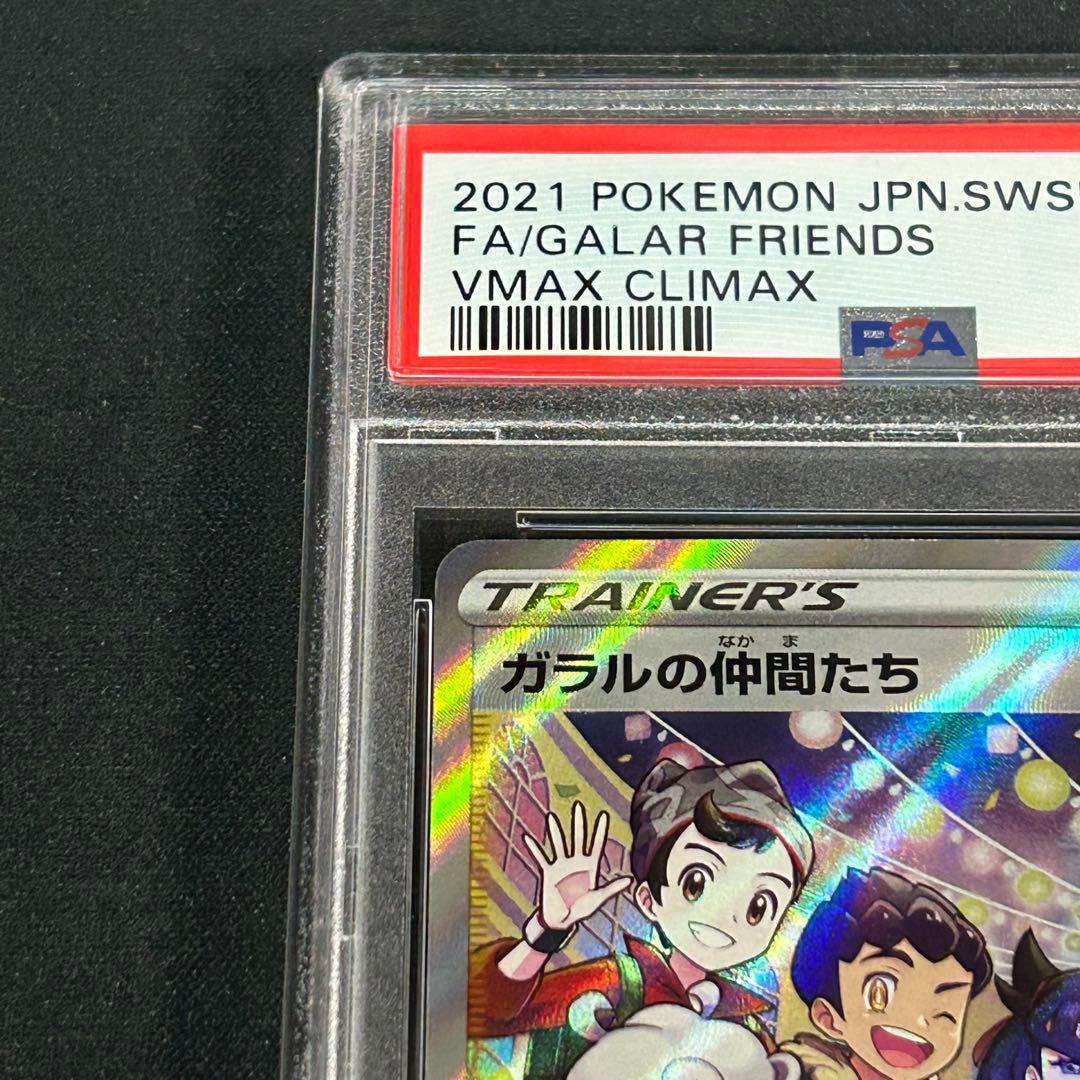 2021 POKEMON JPN.SWS
FA/GALAR FRIENDS
VMAX CLIMAX
PSA
TRAINER'S
なかま
ガラルの仲間たち